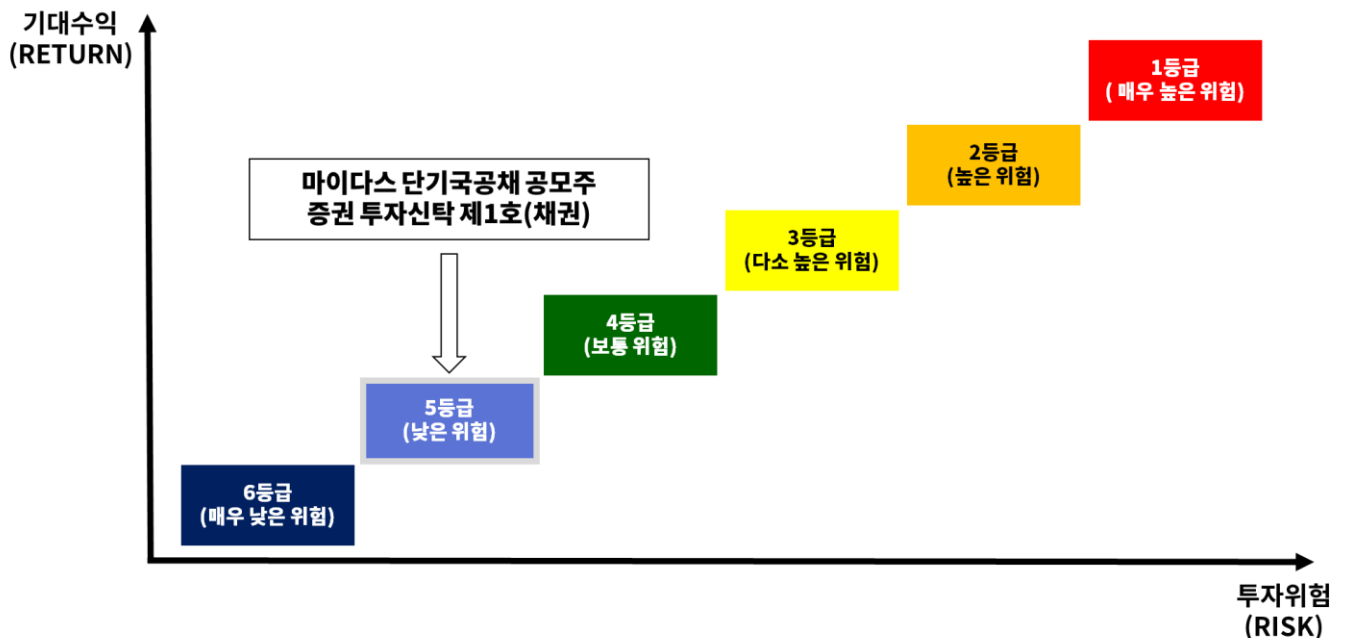 기대수익
(RETURN)
1등급
( 매우 높은 위험)
2등급
(높은 위험)
마이다스 단기국공채 공모주
증권 투자신탁 제1호(채권)
3등급
(다소 높은 위험)
4등급
(보통 위험)
5등급
(낮은 위험)
6등급
(매우 낮은 위험)
투자위험
(RISK)